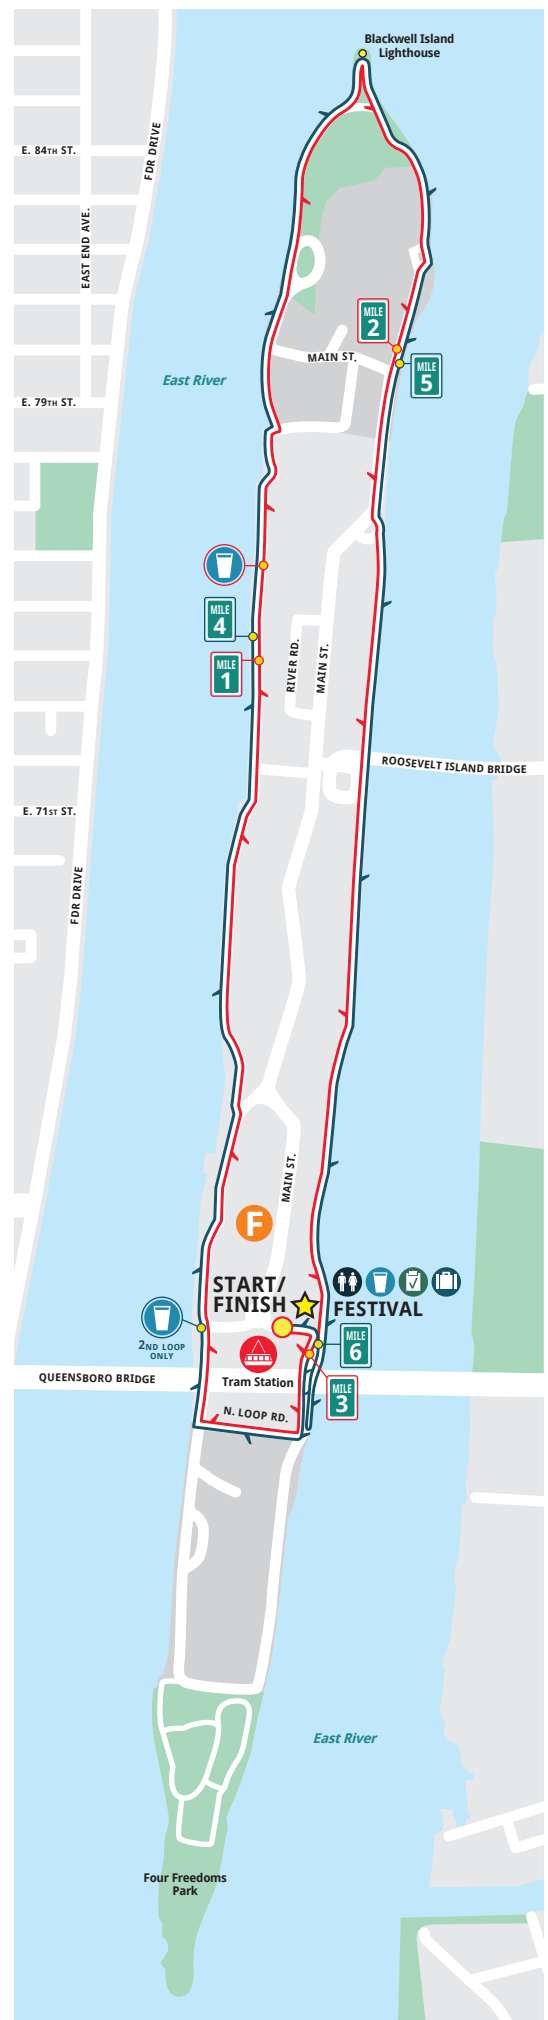 Blackwell Island
Lighthouse
E. 84TH ST.
FDR DRIVE
EAST END AVE.
MILE
2
MAIN ST.
MILE
5
East River
E. 79TH ST.
MILE
4
MILE
1
RIVER RD.
MAIN ST.
ROOSEVELT ISLAND BRIDGE
E. 71ST ST.
FDR DRIVE
MAIN ST.
F
START/
FINISH
FESTIVAL
2ND LOOP
ONLY
MILE
6
QUEENSBORO BRIDGE
Tram Station
MILE
3
N. LOOP RD.
East River
Four Freedoms
Park